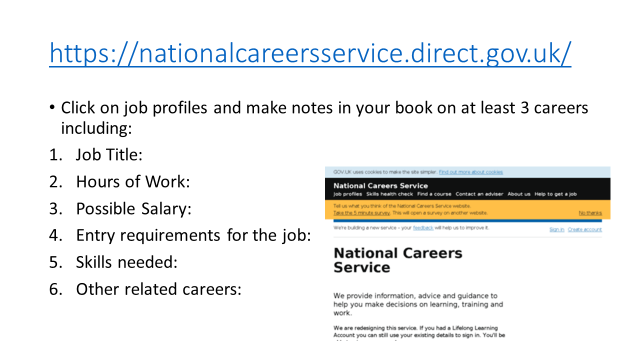 https://nationalcareersservice.direct.gov.uk/
• Click on job profiles and make notes in your book on at least 3 careers
including:
1. Job Title:
2. Hours of Work:
3. Possible Salary:
4. Entry requirements for the job:
5. Skills needed:
6. Other related careers:
GOV.UK uses cookies to make the site simpler. Find out more about cookies
National Careers Service
Job profiles Skills health check Find a course Contact an adviser About us Help to get a job
Tell us what you think of the National Careers Service website
Take the 5 minute survey. This will open a survey on another website. No thanks
We're building a new service – your feedback will help us to improve it. Sign in Create account
National Careers
Service
We provide information, advice and guidance to
help you make decisions on learning, training and
work.
We are redesigning this service. If you had a Lifelong Learning
Account you can still use your existing details to sign in. You'll be